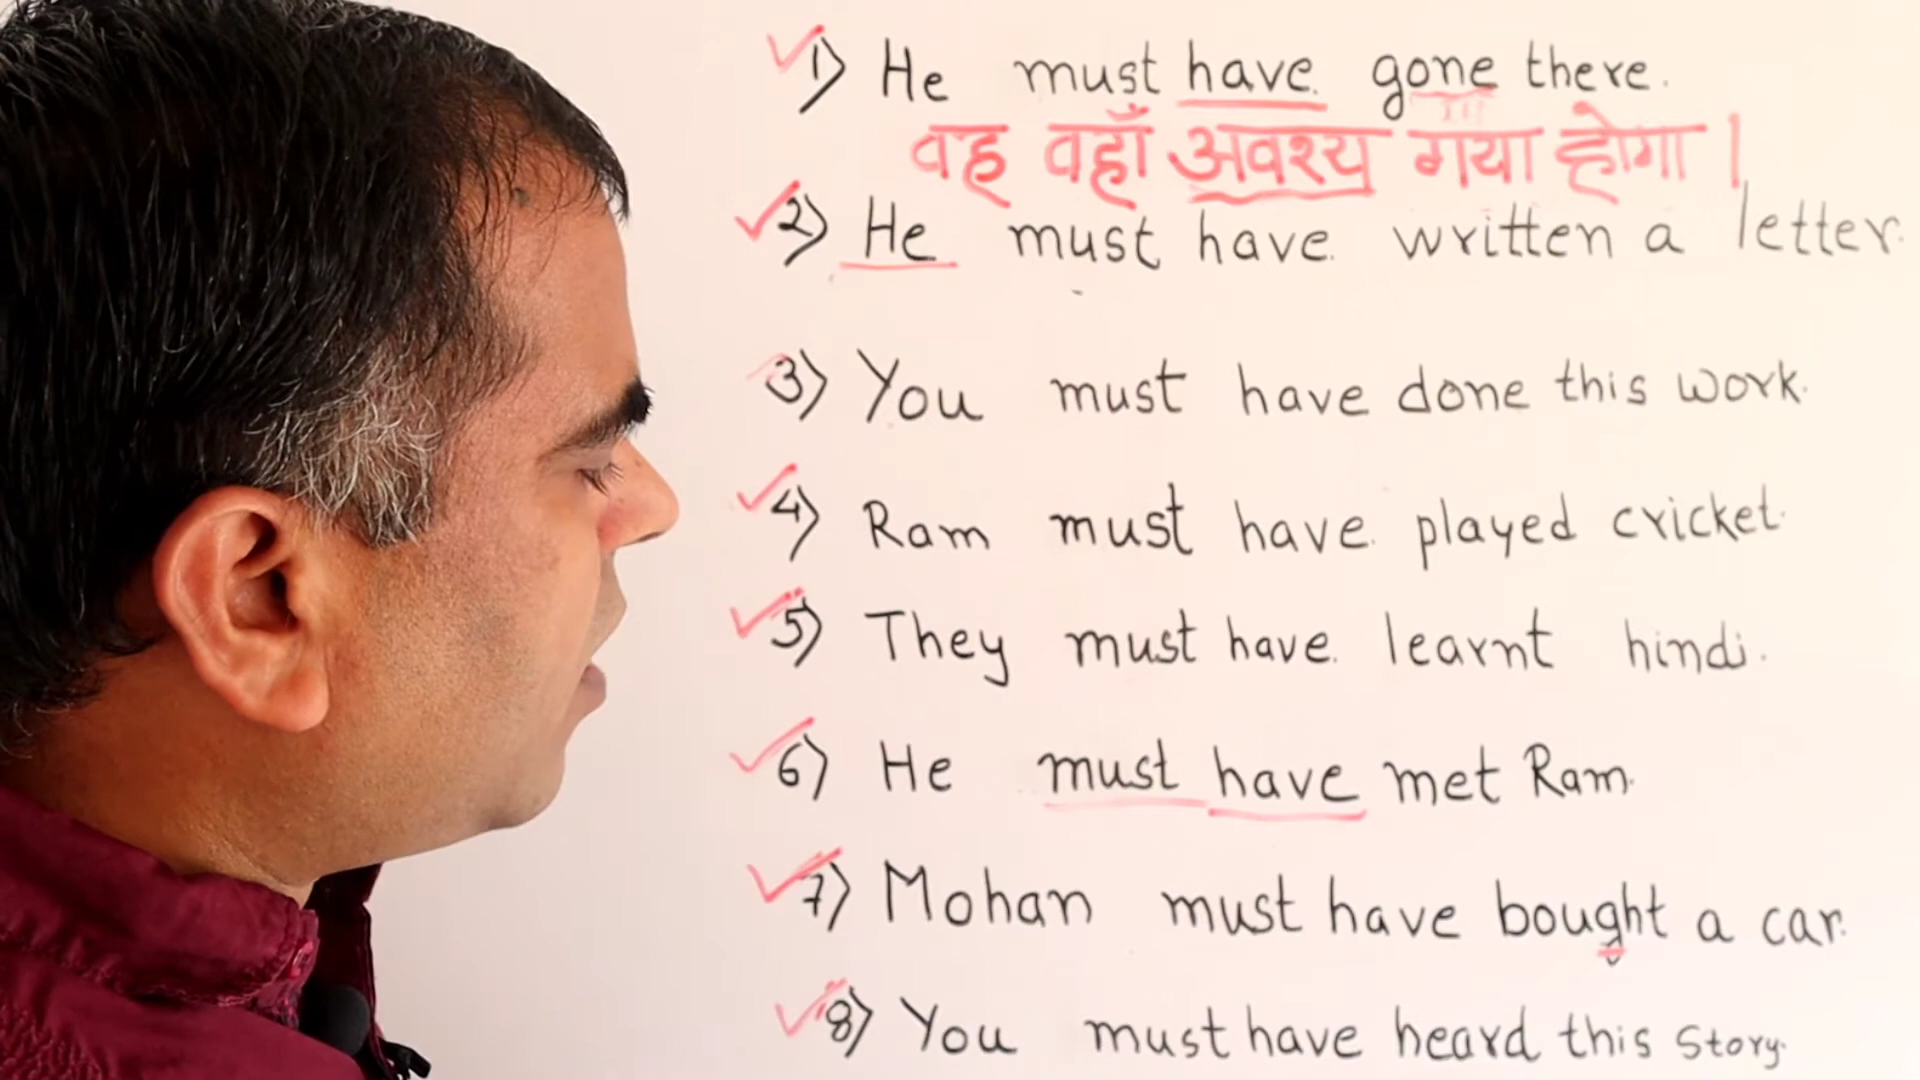 1) He must have gone there.
वह वहाँ अवश्य गया होगा।
2) He must have written a letter.
3) You must have done this work.
4) Ram must have played cricket.
5) They must have learnt hindi.
6) He must have met Ram.
7) Mohan must have bought a car.
8) You must have heard this story.